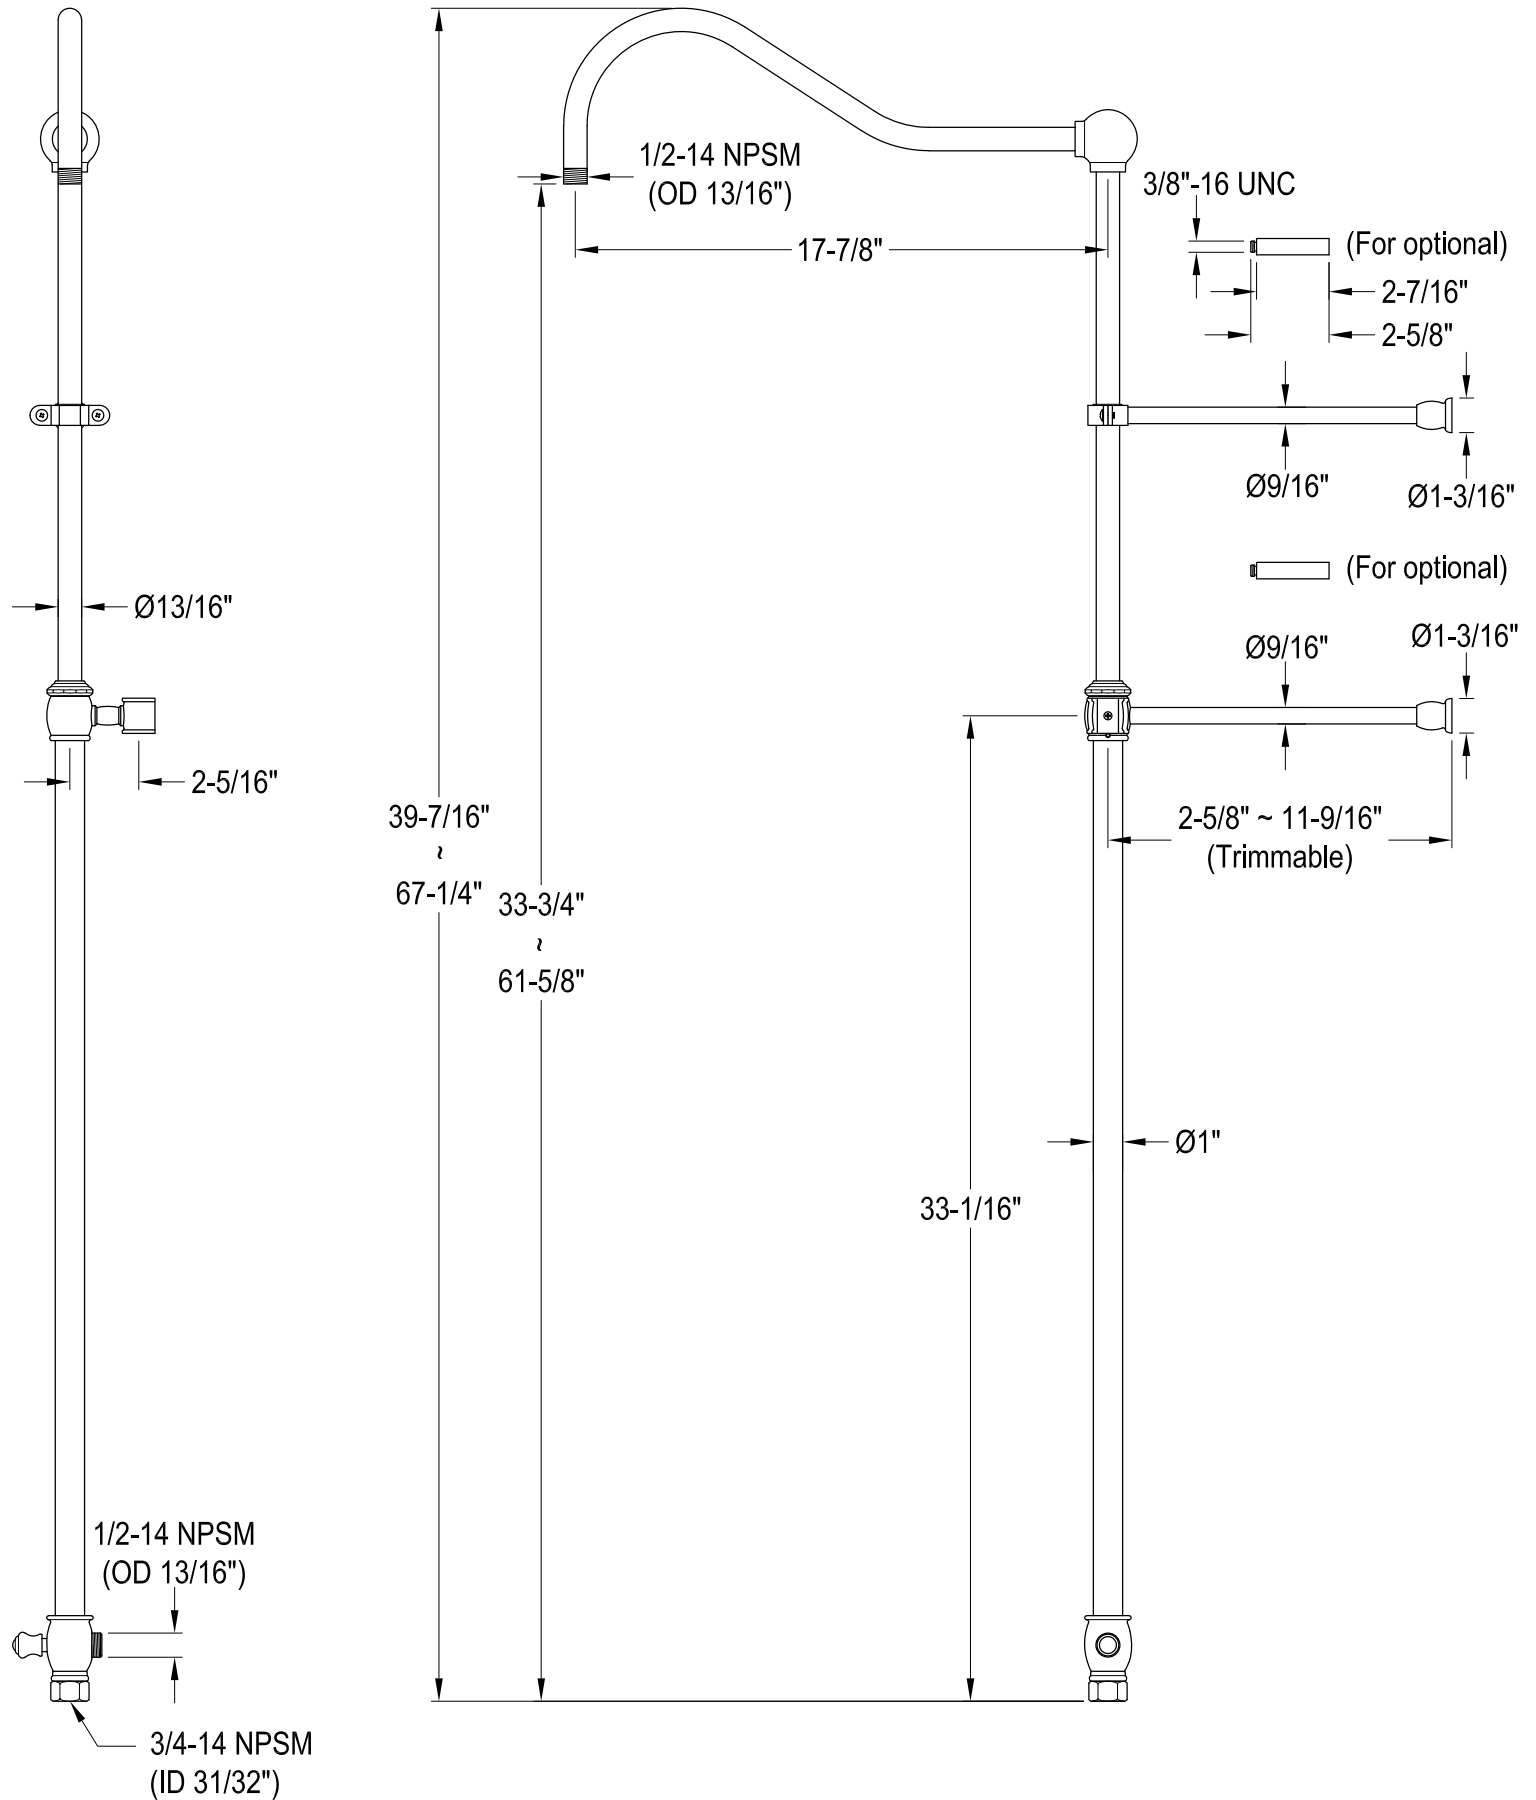 1/2-14 NPSM
(OD 13/16")
3/8"-16 UNC
17-7/8"
(For optional)
2-7/16"
2-5/8"
Ø9/16"
Ø1-3/16"
(For optional)
Ø13/16"
Ø9/16"
Ø1-3/16"
2-5/16"
39-7/16"
~
67-1/4"
2-5/8" ~ 11-9/16"
(Trimmable)
33-3/4"
~
61-5/8"
Ø1"
33-1/16"
1/2-14 NPSM
(OD 13/16")
3/4-14 NPSM
(ID 31/32")